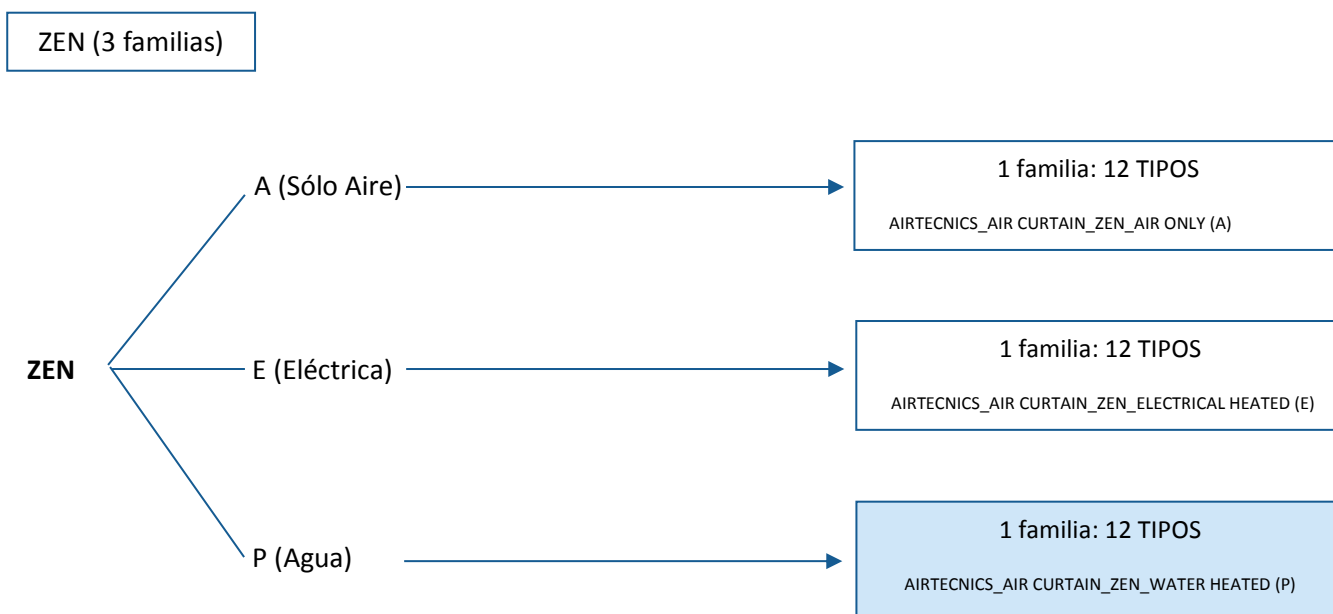 ZEN (3 familias)
A (Sólo Aire)
1 familia: 12 TIPOS
AIRTECNICS_AIR CURTAIN_ZEN_AIR ONLY (A)
ZEN
E (Eléctrica)
1 familia: 12 TIPOS
AIRTECNICS_AIR CURTAIN_ZEN_ELECTRICAL HEATED (E)
P (Agua)
1 familia: 12 TIPOS
AIRTECNICS_AIR CURTAIN_ZEN_WATER HEATED (P)